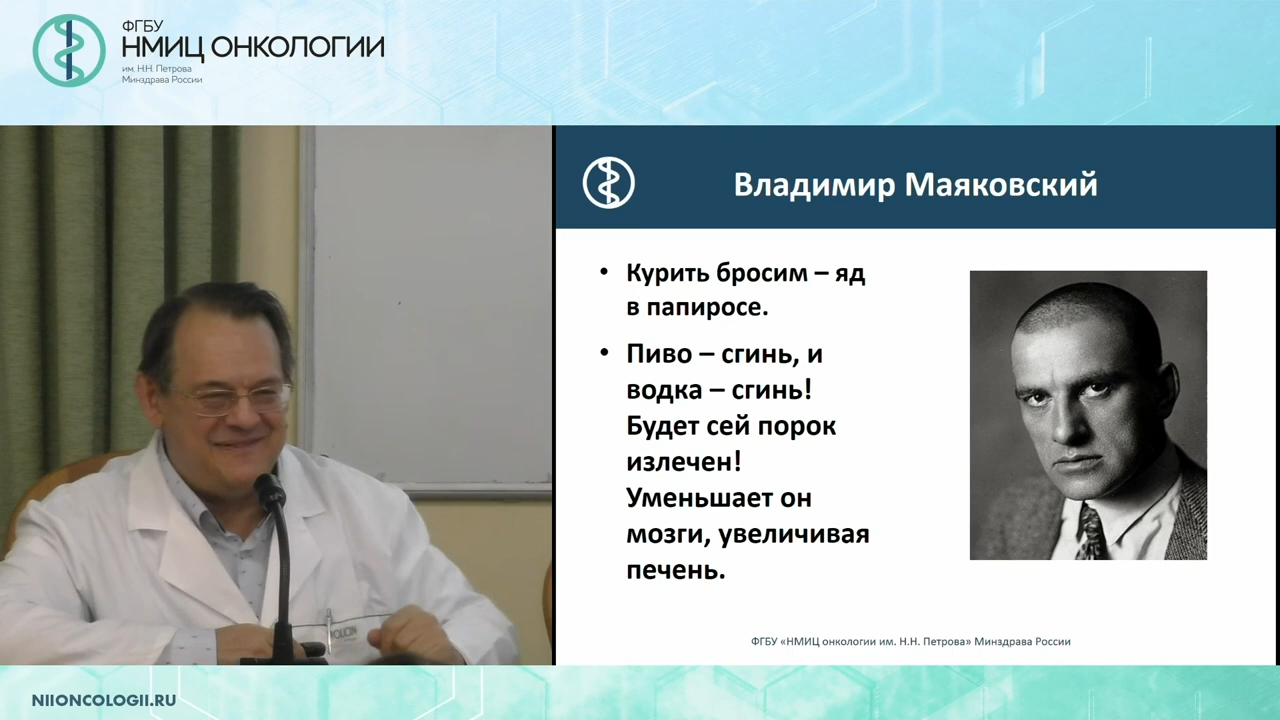 ФГБУ
НМИЦ ОНКОЛОГИИ
им. Н.Н. Петрова
Минздрава России
Владимир Маяковский
• Курить бросим – яд
в папиросе.
• Пиво – сгинь, и
водка – сгинь!
Будет сей порок
излечен!
Уменьшает он
мозги, увеличивая
печень.
ФГБУ «НМИЦ онкологии им. Н.Н. Петрова» Минздрава России
NIIONCOLOGII.RU